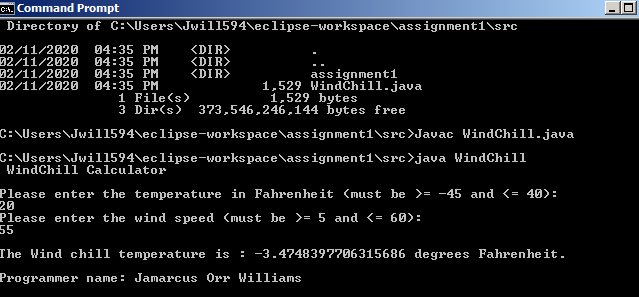 Command Prompt
Directory of C:\Users\Jwill594\eclipse-workspace\assignment1\src
02/11/2020  04:35 PM    <DIR>          .
02/11/2020  04:35 PM    <DIR>          ..
02/11/2020  04:35 PM    <DIR>          assignment1
02/11/2020  04:35 PM             1,529 WindChill.java
1 File(s)          1,529 bytes
3 Dir(s)  373,546,246,144 bytes free
C:\Users\Jwill594\eclipse-workspace\assignment1\src>Javac WindChill.java
C:\Users\Jwill594\eclipse-workspace\assignment1\src>java WindChill
WindChill Calculator
Please enter the temperature in Fahrenheit (must be >= -45 and <= 40):
20
Please enter the wind speed (must be >= 5 and <= 60):
55
The Wind chill temperature is : -3.4748397706315686 degrees Fahrenheit.
Programmer name: Jamarcus Orr Williams